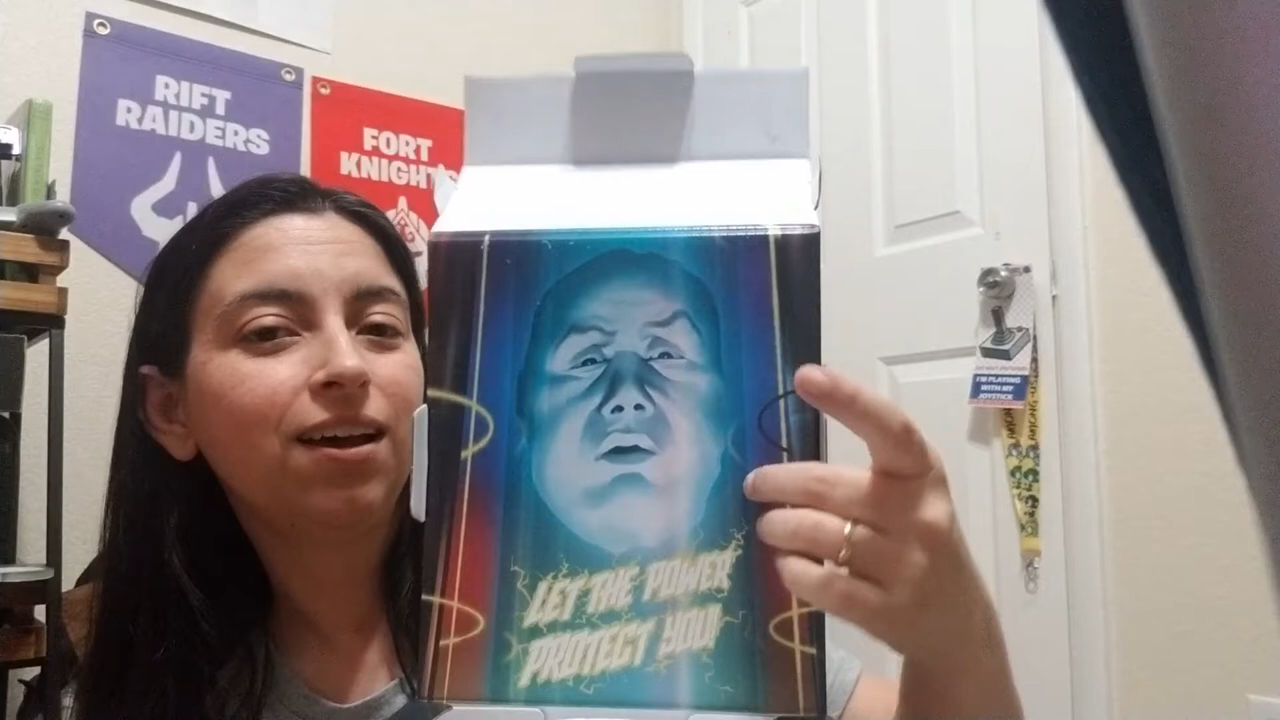 RIFT
RAIDERS
FORT
KNIGHTS
LET THE POWER
PROTECT YOU!
I'M PLAYING
WITH MY
JOYSTICK